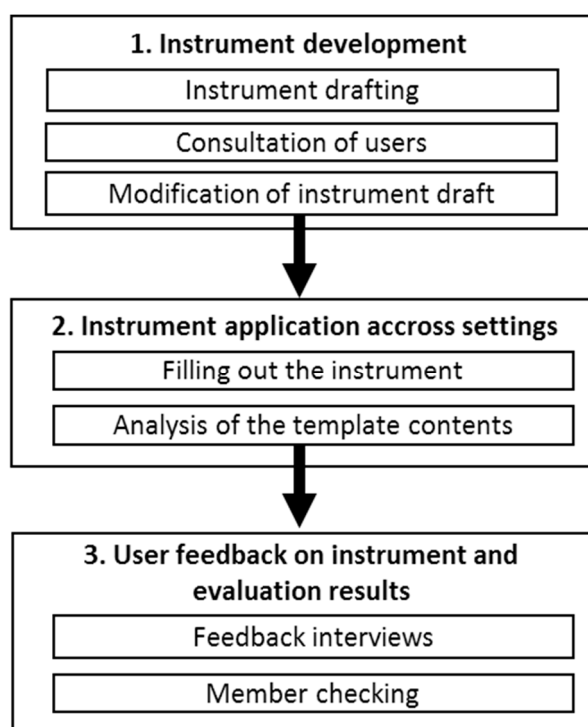 1. Instrument development
Instrument drafting
Consultation of users
Modification of instrument draft
2. Instrument application accross settings
Filling out the instrument
Analysis of the template contents
3. User feedback on instrument and
evaluation results
Feedback interviews
Member checking